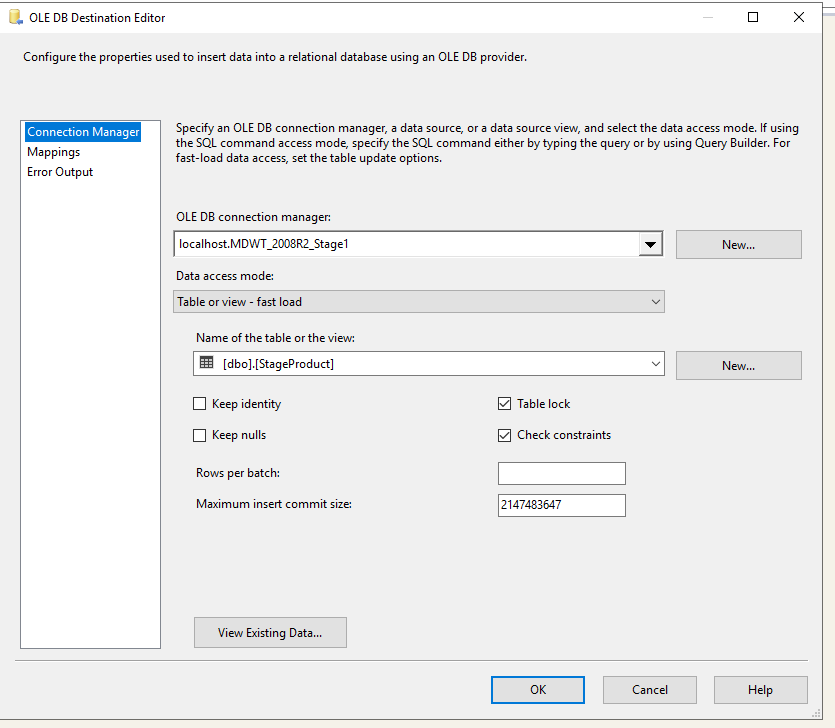 OLE DB Destination Editor
Configure the properties used to insert data into a relational database using an OLE DB provider.
Connection Manager
Mappings
Error Output
Specify an OLE DB connection manager, a data source, or a data source view, and select the data access mode. If using
the SQL command access mode, specify the SQL command either by typing the query or by using Query Builder. For
fast-load data access, set the table update options.
OLE DB connection manager:
localhost.MDWT_2008R2_Stage1
New...
Data access mode:
Table or view - fast load
Name of the table or the view:
[dbo].[StageProduct]
New...
Keep identity
Table lock
Keep nulls
Check constraints
Rows per batch:
Maximum insert commit size:
2147483647
View Existing Data...
OK
Cancel
Help